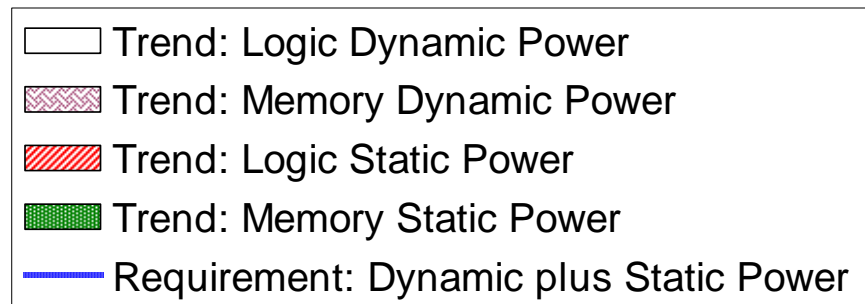 Trend: Logic Dynamic Power
Trend: Memory Dynamic Power
Trend: Logic Static Power
Trend: Memory Static Power
Requirement: Dynamic plus Static Power